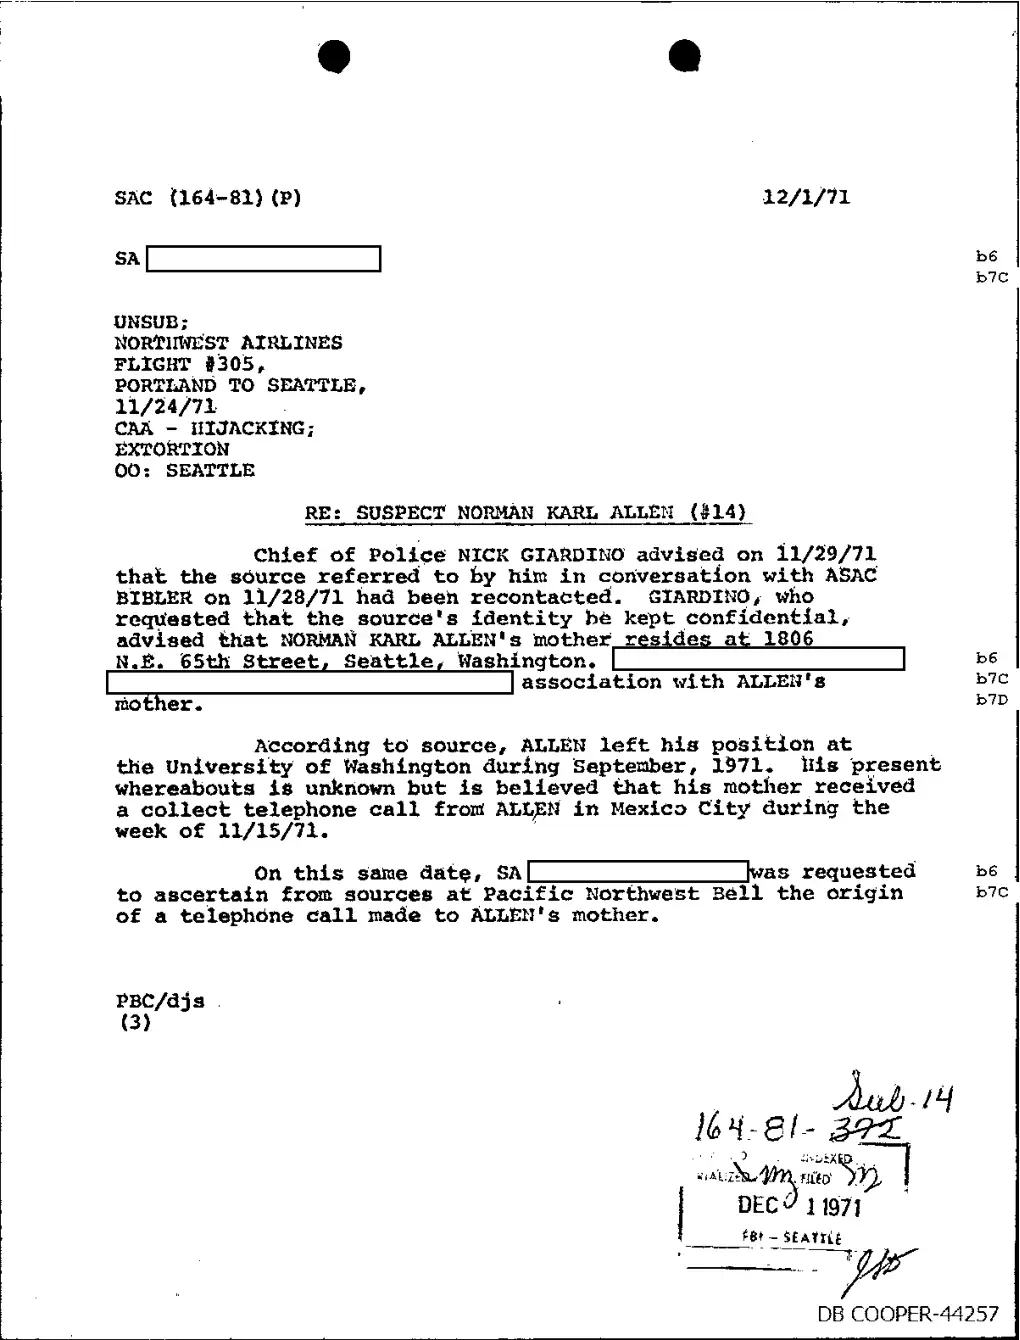 SAC (164-81) (P)
12/1/71
SA
b6
b7C
UNSUB;
NORTHWEST AIRLINES
FLIGHT #305,
PORTLAND TO SEATTLE,
11/24/71
CAA - HIJACKING;
EXTORTION
OO: SEATTLE
RE: SUSPECT NORMAN KARL ALLEN (#14)
Chief of Police NICK GIARDINO advised on 11/29/71
that the source referred to by him in conversation with ASAC
BIBLER on 11/28/71 had been recontacted. GIARDINO, who
requested that the source's identity be kept confidential,
advised that NORMAN KARL ALLEN's mother resides at 1806
N.E. 65th Street, Seattle, Washington.
b6
association with ALLEN's
b7C
mother.
b7D
According to source, ALLEN left his position at
the University of Washington during September, 1971. His present
whereabouts is unknown but is believed that his mother received
a collect telephone call from ALLEN in Mexico City during the
week of 11/15/71.
On this same date, SA was requested
b6
to ascertain from sources at Pacific Northwest Bell the origin
b7C
of a telephone call made to ALLEN's mother.
PBC/djs
(3)
Sub-14
164-81-392
INDEXED
FILED
DEC 1 1971
FBI - SEATTLE
DB COOPER-44257